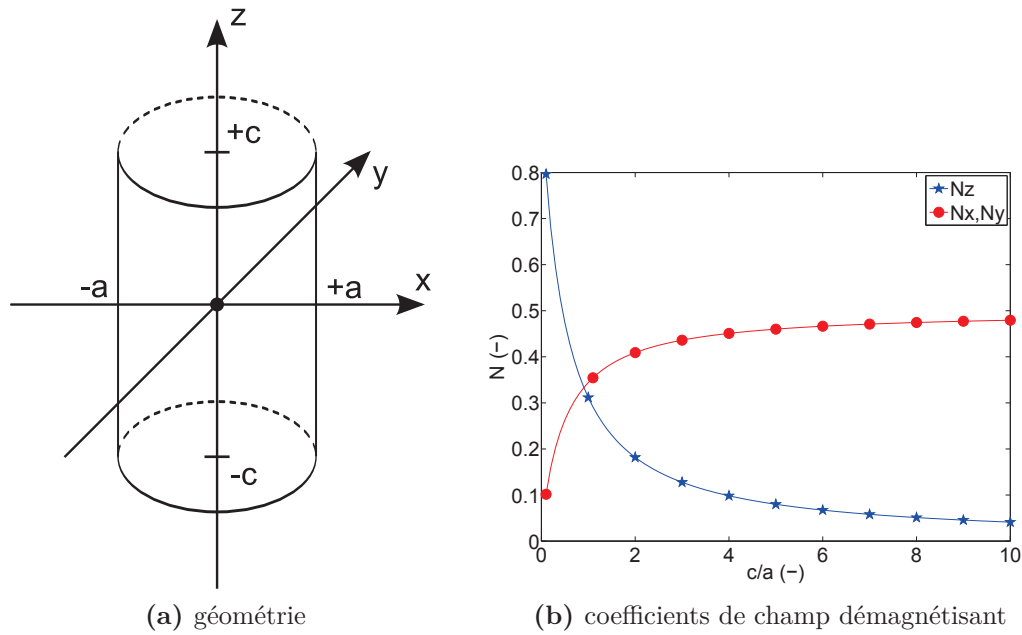 z
+c
y
-a
+a
x
-c
(a) géométrie
0.8
0.7
0.6
0.5
0.4
0.3
0.2
0.1
0
N (−)
Nz
Nx,Ny
0 2 4 6 8 10
c/a (−)
(b) coefficients de champ démagnétisant